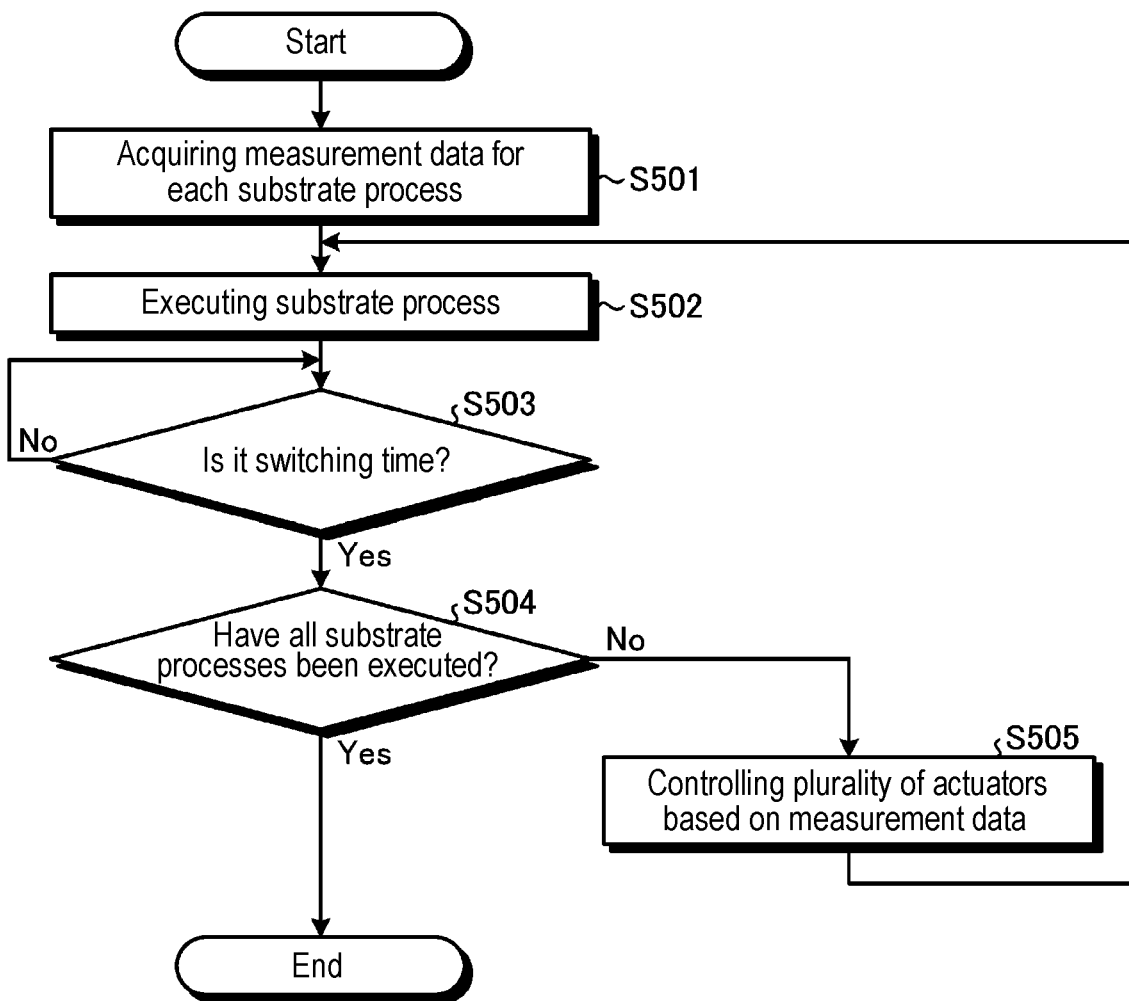 Start
Acquiring measurement data for
each substrate process
S501
Executing substrate process
S502
S503
Is it switching time?
No
Yes
S504
Have all substrate
processes been executed?
No
Yes
S505
Controlling plurality of actuators
based on measurement data
End